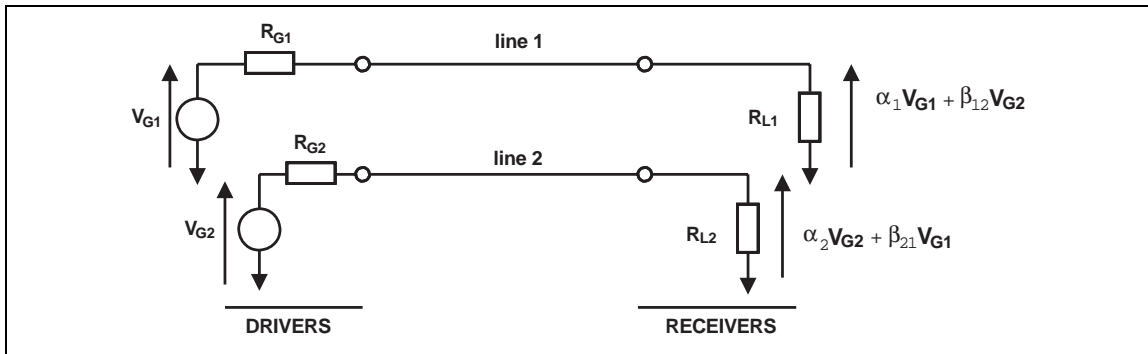 R_G1
line 1
V_G1
R_L1
α_1V_G1 + β_12V_G2
R_G2
line 2
V_G2
R_L2
α_2V_G2 + β_21V_G1
DRIVERS
RECEIVERS